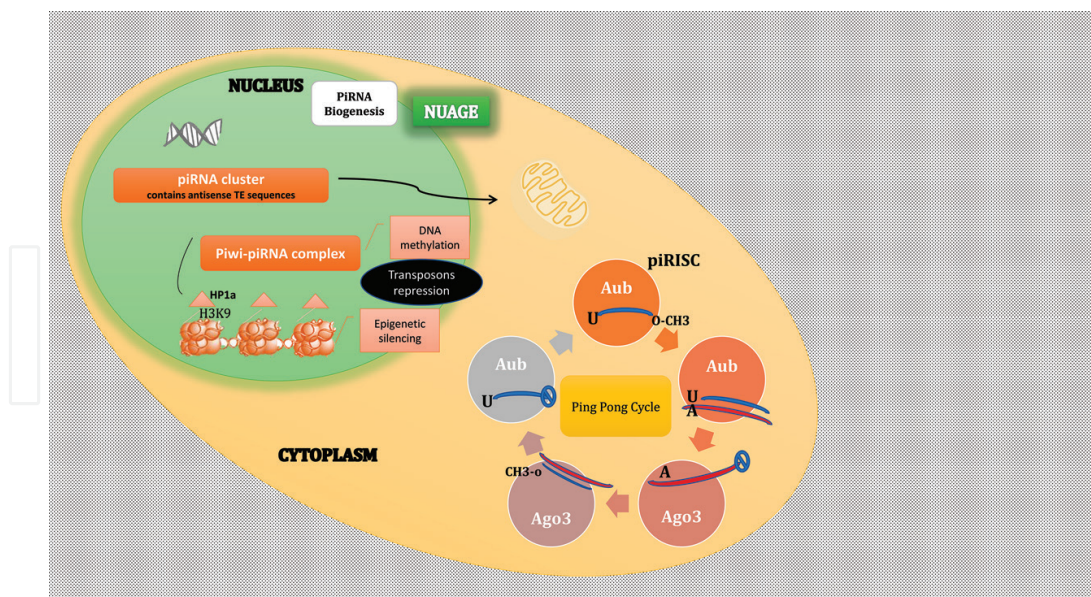 NUCLEUS
PiRNA
Biogenesis
NUAGE
piRNA cluster
contains antisense TE sequences
DNA
methylation
Piwi-piRNA complex
Transposons
repression
HP1a
H3K9
Epigenetic
silencing
piRISC
Aub
U
O-CH3
Aub
U
Aub
U
A
Ping Pong Cycle
CYTOPLASM
CH3-o
Ago3
A
Ago3